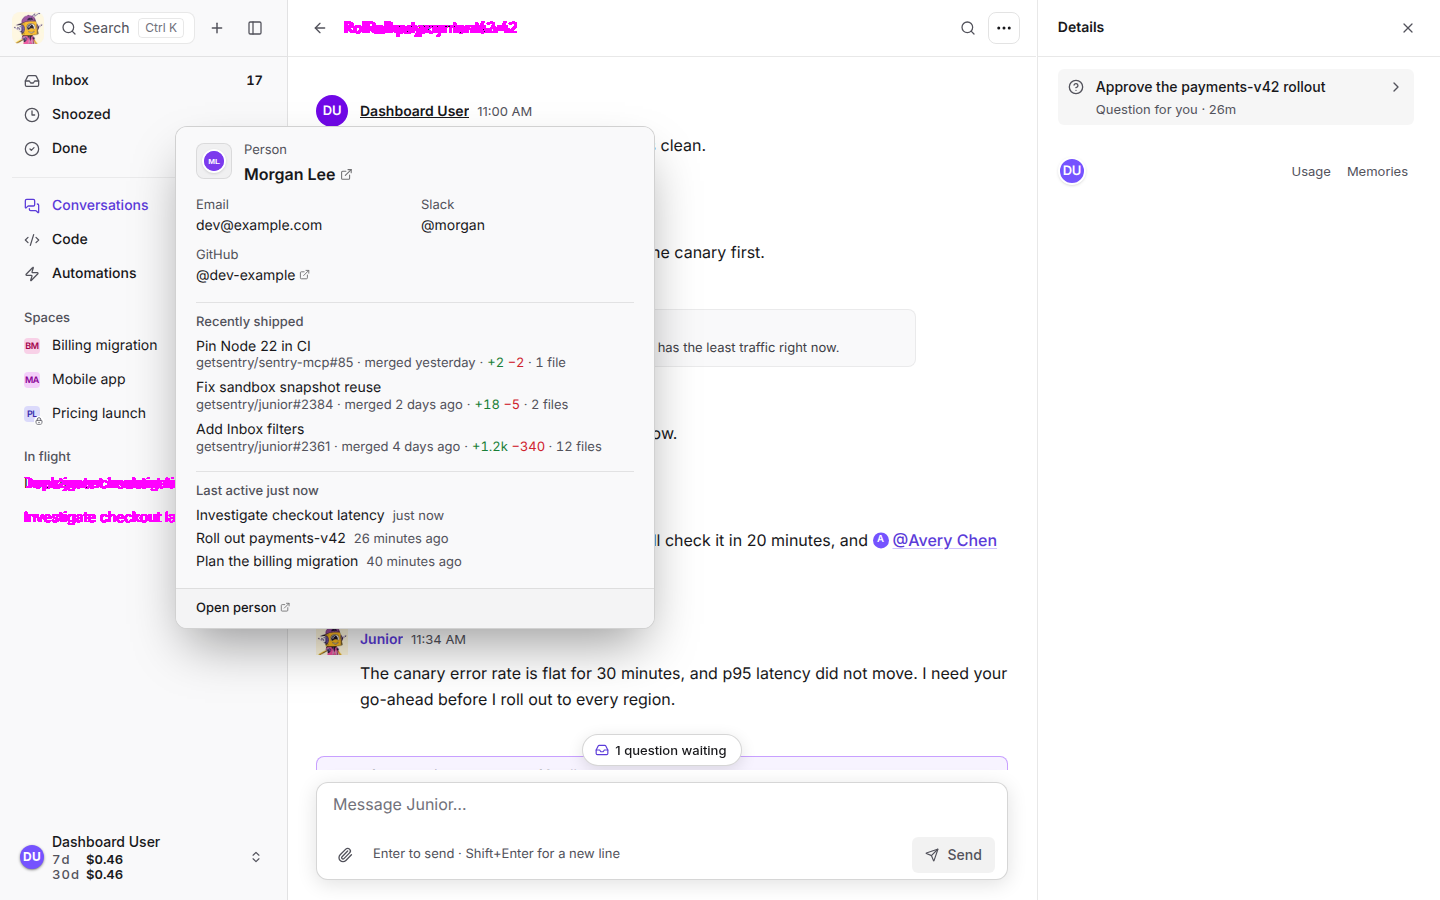 Search Ctrl K
Inbox 17
Snoozed
Done
Conversations
Code
Automations
Spaces
BM Billing migration
MA Mobile app
PL Pricing launch
In flight
Investigate checkout
DU Dashboard User
7d $0.46
30d $0.46
DU Dashboard User 11:00 AM
clean.
canary first.
has the least traffic right now.
check it in 20 minutes, and A @Avery Chen
Person
ML Morgan Lee
Email Slack
dev@example.com @morgan
GitHub
@dev-example
Recently shipped
Pin Node 22 in CI
getsentry/sentry-mcp#85 · merged yesterday · +2 −2 · 1 file
Fix sandbox snapshot reuse
getsentry/junior#2384 · merged 2 days ago · +18 −5 · 2 files
Add Inbox filters
getsentry/junior#2361 · merged 4 days ago · +1.2k −340 · 12 files
Last active just now
Investigate checkout latency just now
Roll out payments-v42 26 minutes ago
Plan the billing migration 40 minutes ago
Open person
Junior 11:34 AM
The canary error rate is flat for 30 minutes, and p95 latency did not move. I need your
go-ahead before I roll out to every region.
1 question waiting
Message Junior...
Enter to send · Shift+Enter for a new line
Send
Details
Approve the payments-v42 rollout
Question for you · 26m
DU Usage Memories